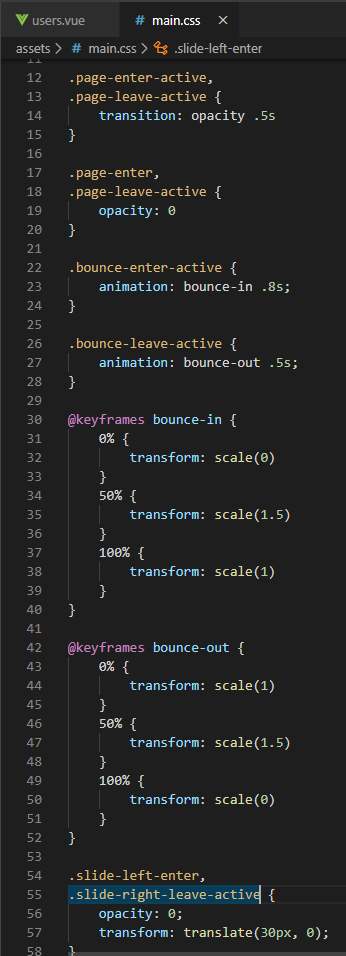 users.vue main.css ×
assets > # main.css > .slide-left-enter
11
12 .page-enter-active,
13 .page-leave-active {
14     transition: opacity .5s
15 }
16
17 .page-enter,
18 .page-leave-active {
19     opacity: 0
20 }
21
22 .bounce-enter-active {
23     animation: bounce-in .8s;
24 }
25
26 .bounce-leave-active {
27     animation: bounce-out .5s;
28 }
29
30 @keyframes bounce-in {
31     0% {
32         transform: scale(0)
33     }
34     50% {
35         transform: scale(1.5)
36     }
37     100% {
38         transform: scale(1)
39     }
40 }
41
42 @keyframes bounce-out {
43     0% {
44         transform: scale(1)
45     }
46     50% {
47         transform: scale(1.5)
48     }
49     100% {
50         transform: scale(0)
51     }
52 }
53
54 .slide-left-enter,
55 .slide-right-leave-active {
56     opacity: 0;
57     transform: translate(30px, 0);
58 }